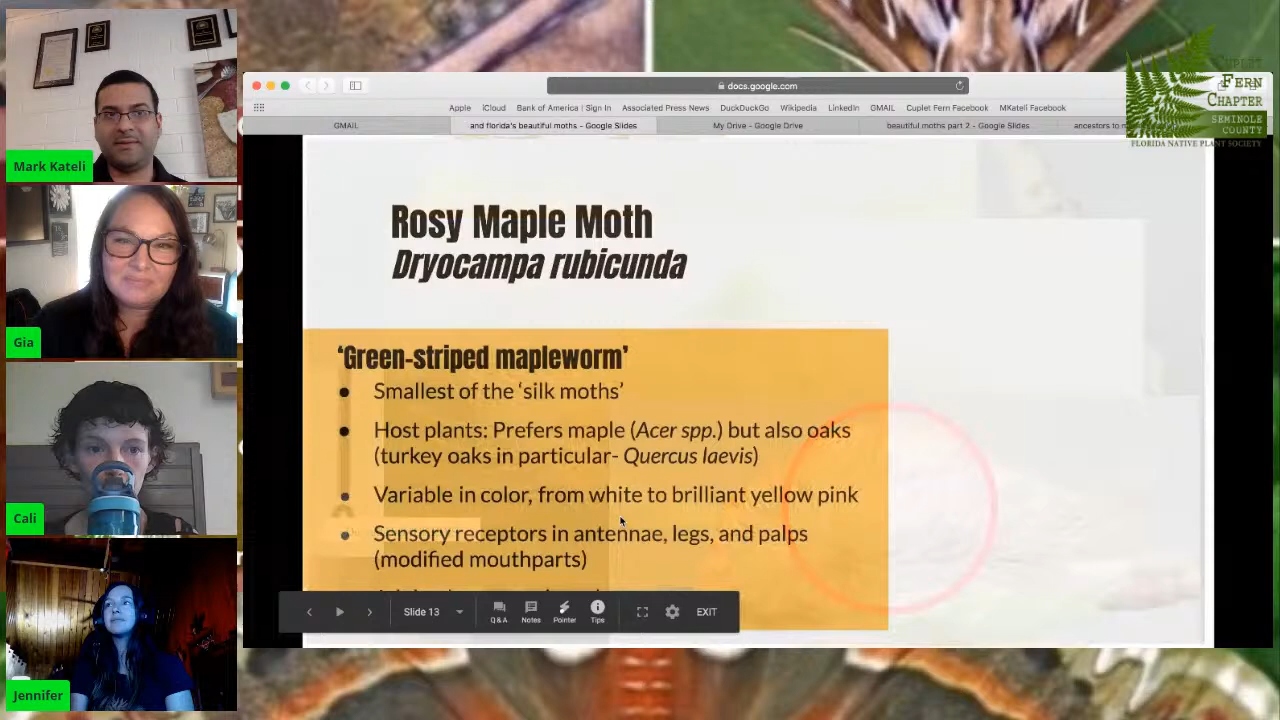 Mark Kateli
Gia
Cali
Jennifer
docs.google.com
Apple iCloud Bank of America | Sign In Associated Press News DuckDuckGo Wikipedia LinkedIn GMAIL Cuplet Fern Facebook MKateli Facebook
GMAIL and florida's beautiful moths - Google Slides My Drive - Google Drive beautiful moths part 2 - Google Slides ancestors to
CUPLET
FERN
CHAPTER
SEMINOLE
COUNTY
FLORIDA NATIVE PLANT SOCIETY
Rosy Maple Moth
Dryocampa rubicunda
‘Green-striped mapleworm’
● Smallest of the ‘silk moths’
● Host plants: Prefers maple (Acer spp.) but also oaks
(turkey oaks in particular- Quercus laevis)
● Variable in color, from white to brilliant yellow pink
● Sensory receptors in antennae, legs, and palps
(modified mouthparts)
Slide 13 Q & A Notes Pointer Tips EXIT